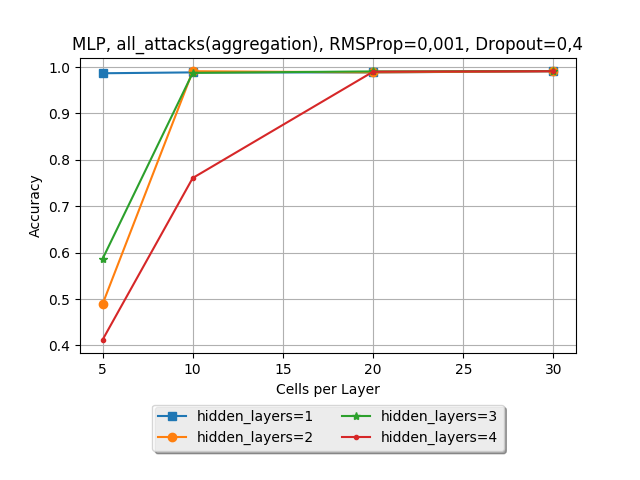 MLP, all_attacks(aggregation), RMSProp=0,001, Dropout=0,4
1.0
0.9
0.8
0.7
0.6
0.5
0.4
Accuracy
5 10 15 20 25 30
Cells per Layer
hidden_layers=1 hidden_layers=3
hidden_layers=2 hidden_layers=4